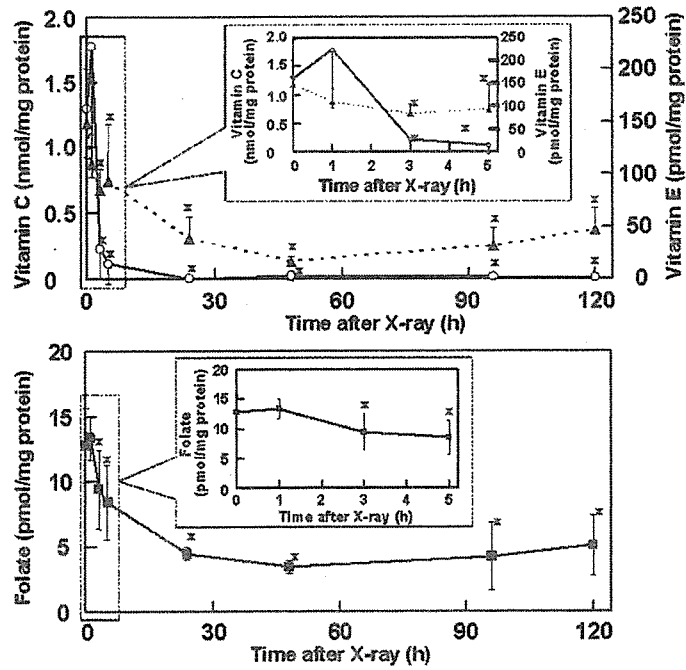 2.0
1.5
1.0
0.5
0
Vitamin C (nmol/mg protein)
250
200
150
100
50
0
Vitamin E (pmol/mg protein)
0 30 60 90 120
Time after X-ray (h)
2.0
1.5
1.0
0.5
0
Vitamin C
(nmol/mg protein)
250
200
150
100
50
0
Vitamin E
(pmol/mg protein)
0 1 2 3 4 5
Time after X-ray (h)
20
15
10
5
0
Folate (pmol/mg protein)
0 30 60 90 120
Time after X-ray (h)
20
15
10
5
0
Folate
(pmol/mg protein)
0 1 2 3 4 5
Time after X-ray (h)